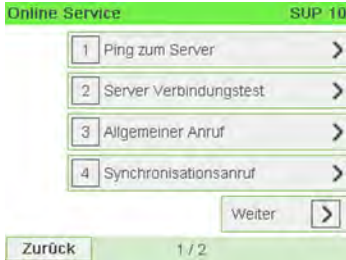 Online Service SUP 10
1 Ping zum Server
2 Server Verbindungstest
3 Allgemeiner Anruf
4 Synchronisationsanruf
Weiter
Zurück 1 / 2